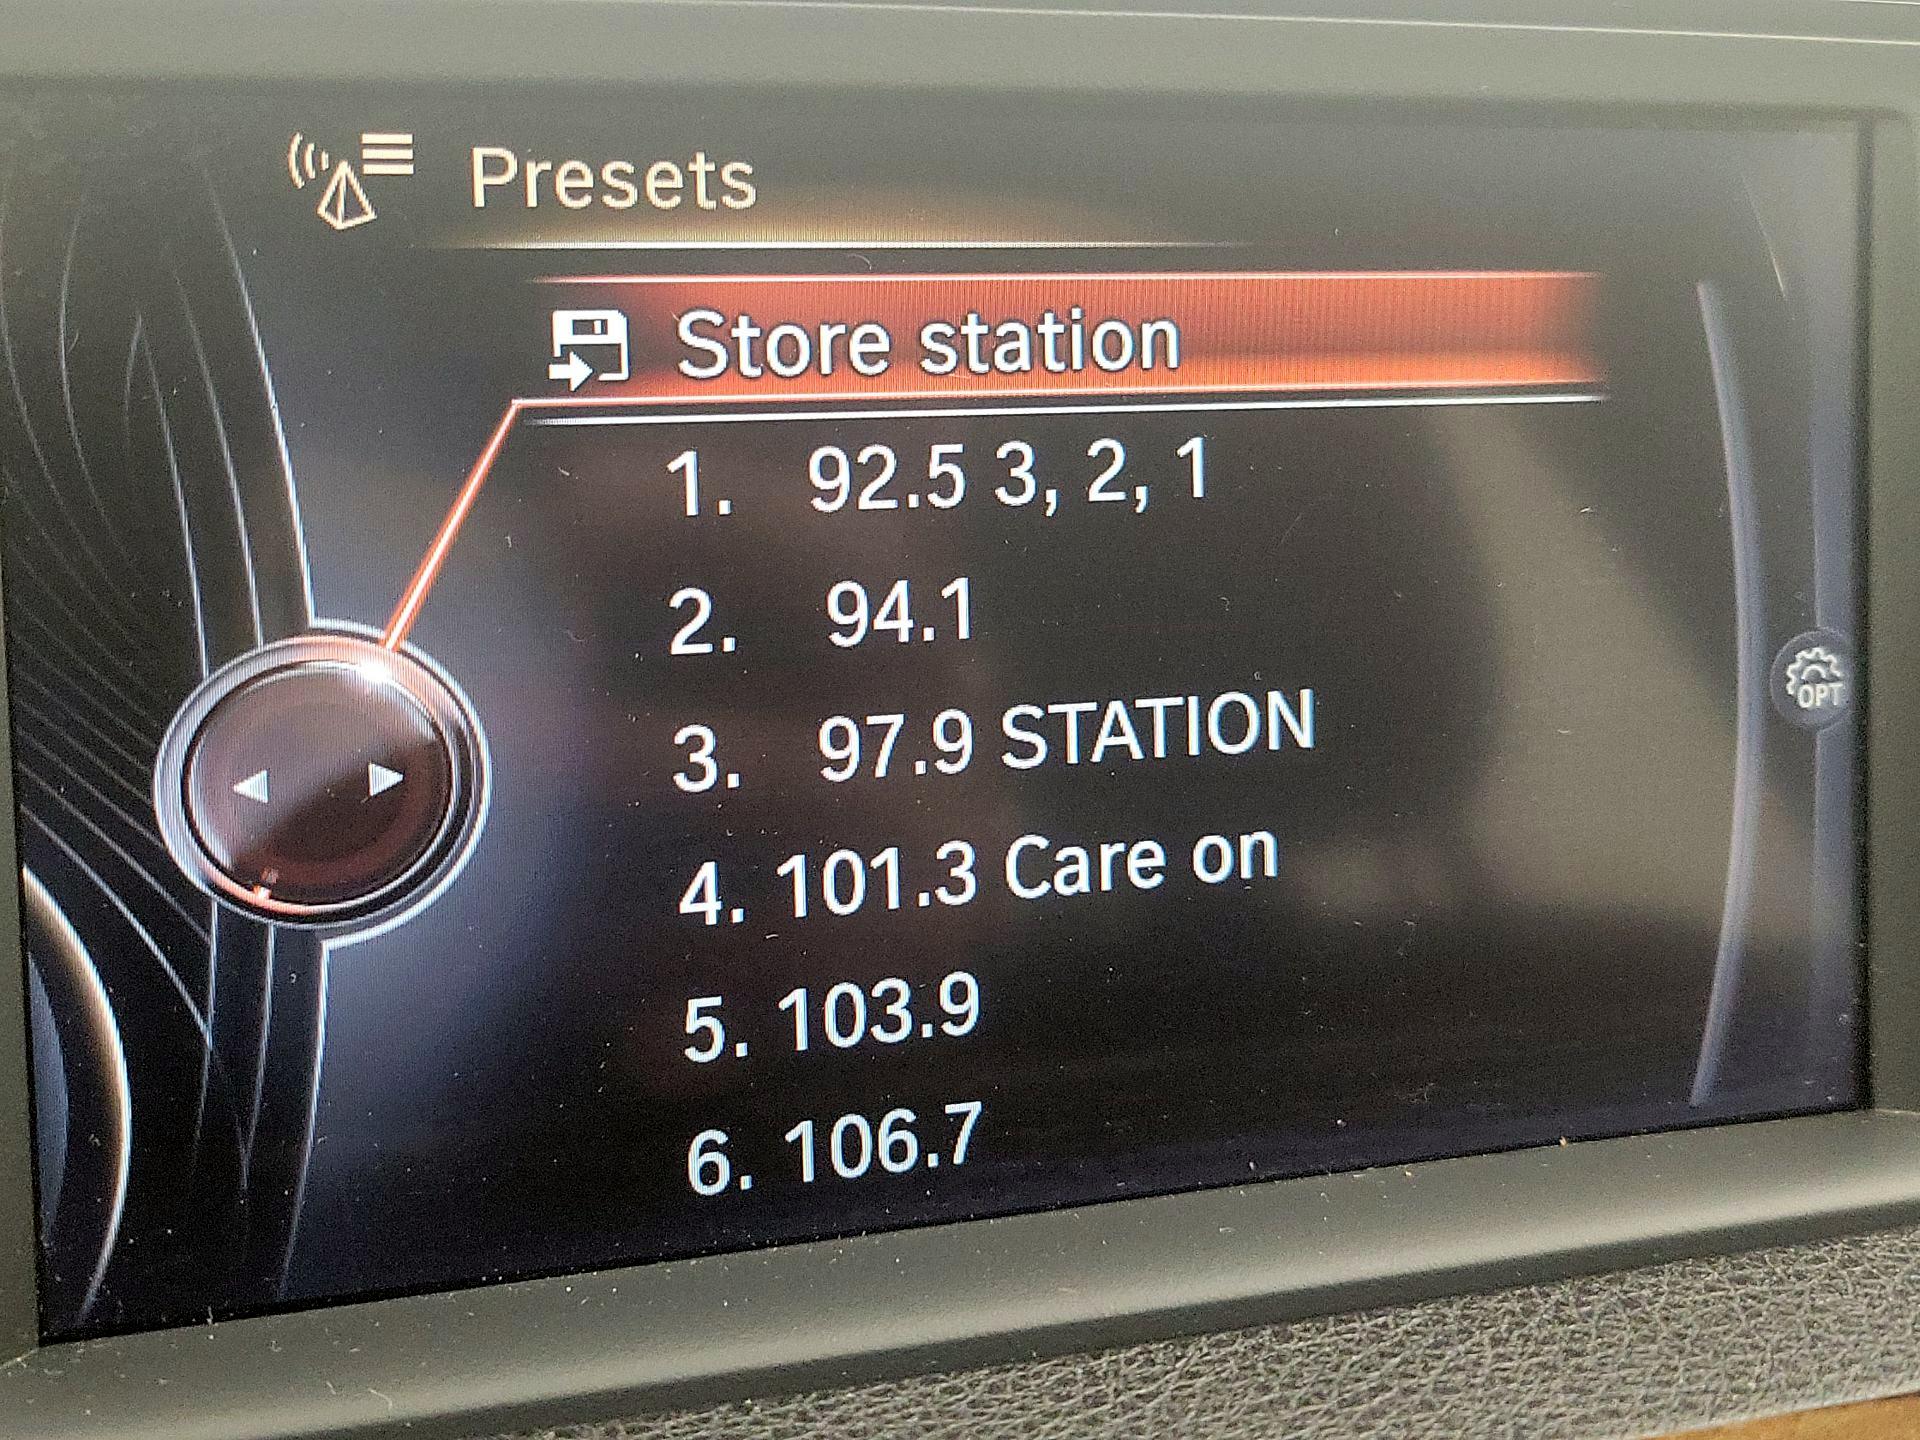 Presets
Store station
1. 92.5 3, 2, 1
2. 94.1
3. 97.9 STATION
4. 101.3 Care on
5. 103.9
6. 106.7
OPT